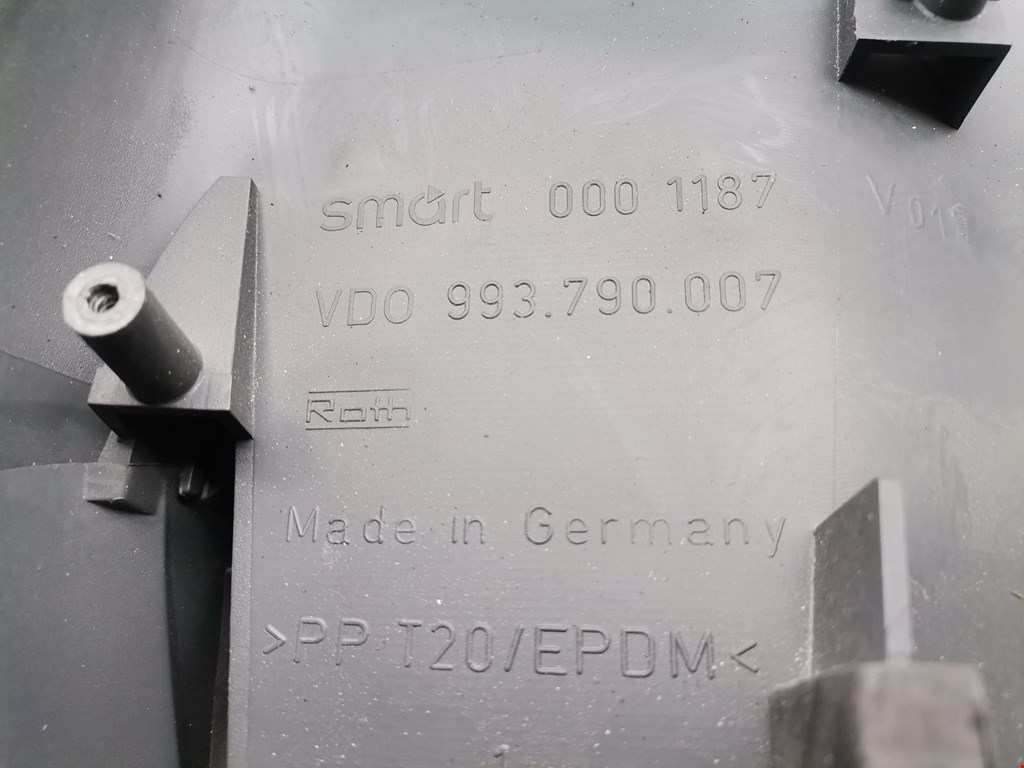 smart 000 1187
VDO 993.790.007
Roth
Made in Germany
>PP T20/EPDM<